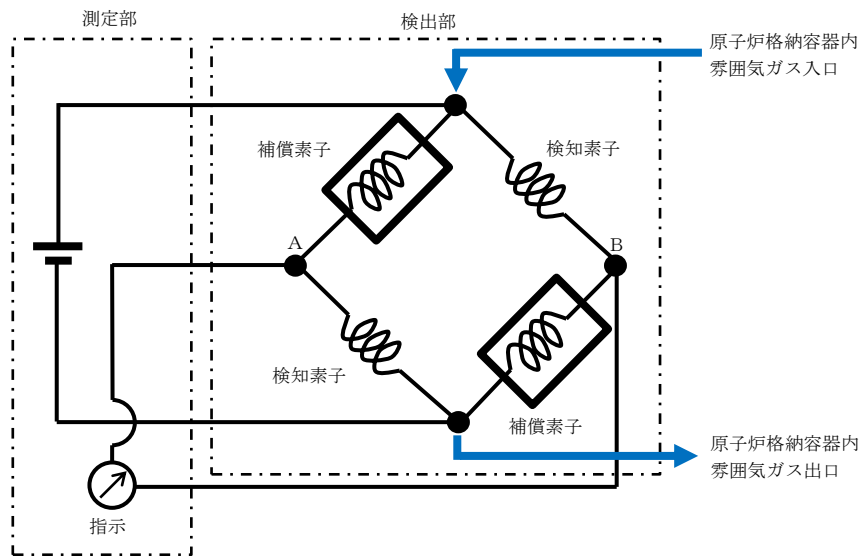 測定部
検出部
原子炉格納容器内
雰囲気ガス入口
補償素子
検知素子
A
B
検知素子
補償素子
原子炉格納容器内
雰囲気ガス出口
指示